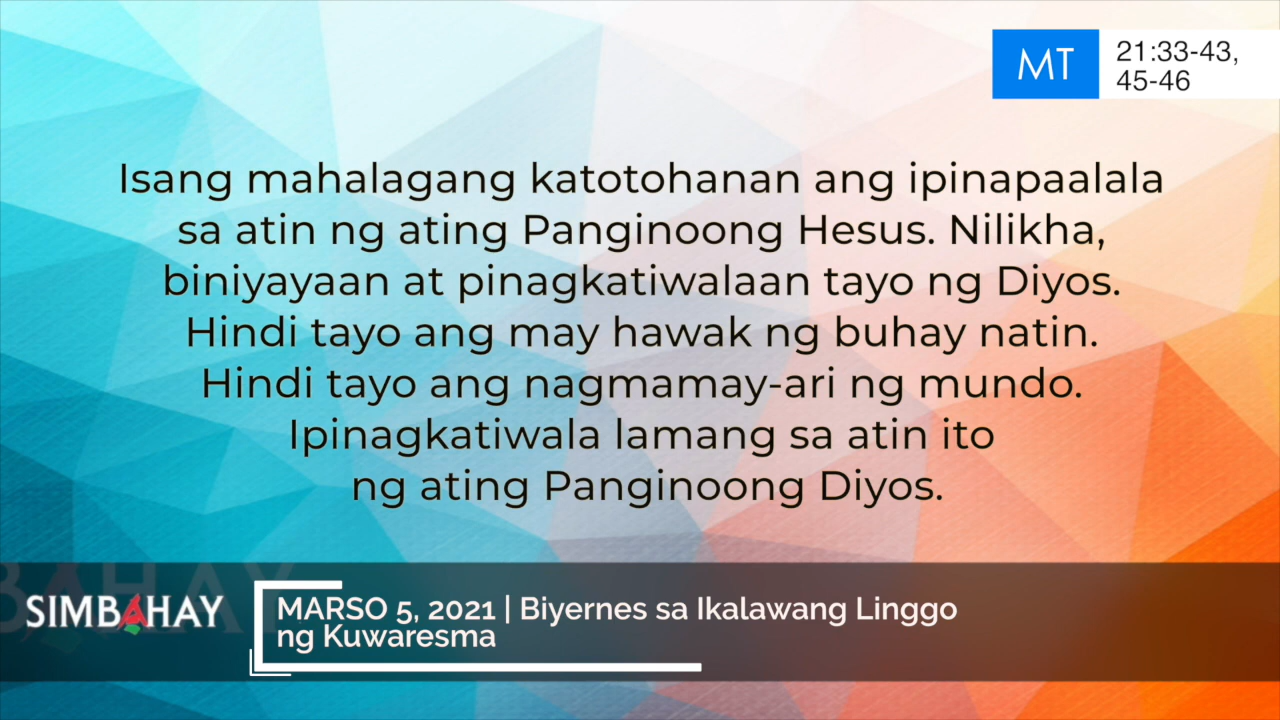 MT
21:33-43,
45-46
Isang mahalagang katotohanan ang ipinapaalala
sa atin ng ating Panginoong Hesus. Nilikha,
biniyayaan at pinagkatiwalaan tayo ng Diyos.
Hindi tayo ang may hawak ng buhay natin.
Hindi tayo ang nagmamay-ari ng mundo.
Ipinagkatiwala lamang sa atin ito
ng ating Panginoong Diyos.
SIMBAHAY
MARSO 5, 2021 | Biyernes sa Ikalawang Linggo
ng Kuwaresma